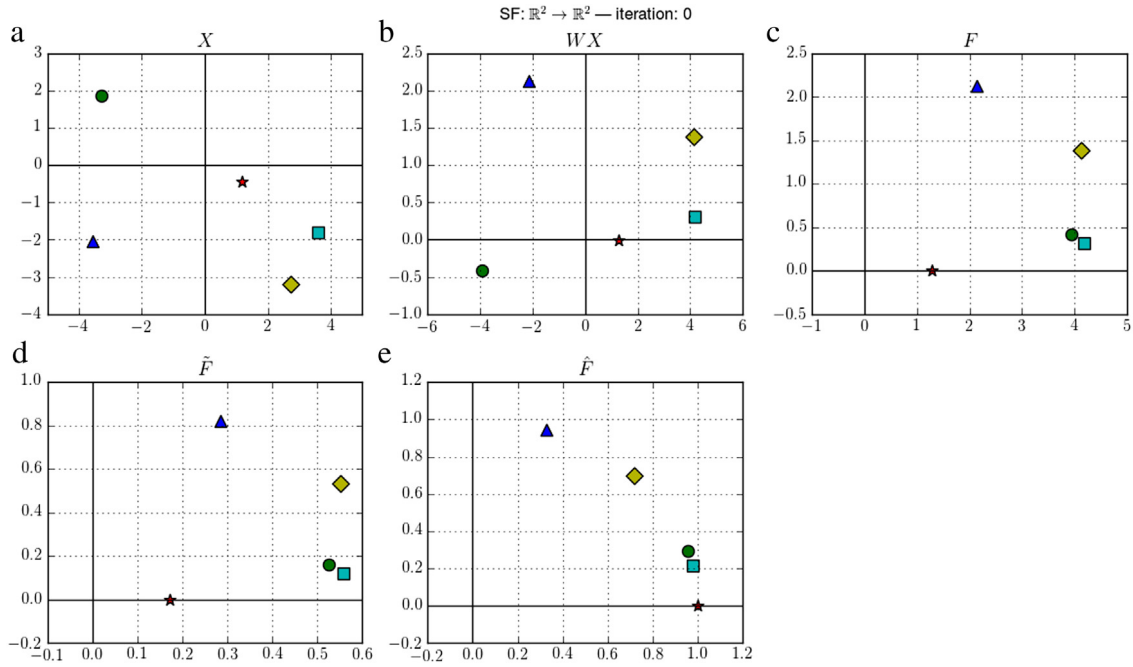 SF: ℝ² → ℝ² — iteration: 0
a
X
3
2
1
0
−1
−2
−3
−4
−4 −2 0 2 4
b
WX
2.5
2.0
1.5
1.0
0.5
0.0
−0.5
−1.0
−6 −4 −2 0 2 4 6
c
F
2.5
2.0
1.5
1.0
0.5
0.0
−0.5
−1 0 1 2 3 4 5
d
F̃
1.0
0.8
0.6
0.4
0.2
0.0
−0.2
−0.1 0.0 0.1 0.2 0.3 0.4 0.5 0.6
e
F̂
1.2
1.0
0.8
0.6
0.4
0.2
0.0
−0.2
−0.2 0.0 0.2 0.4 0.6 0.8 1.0 1.2